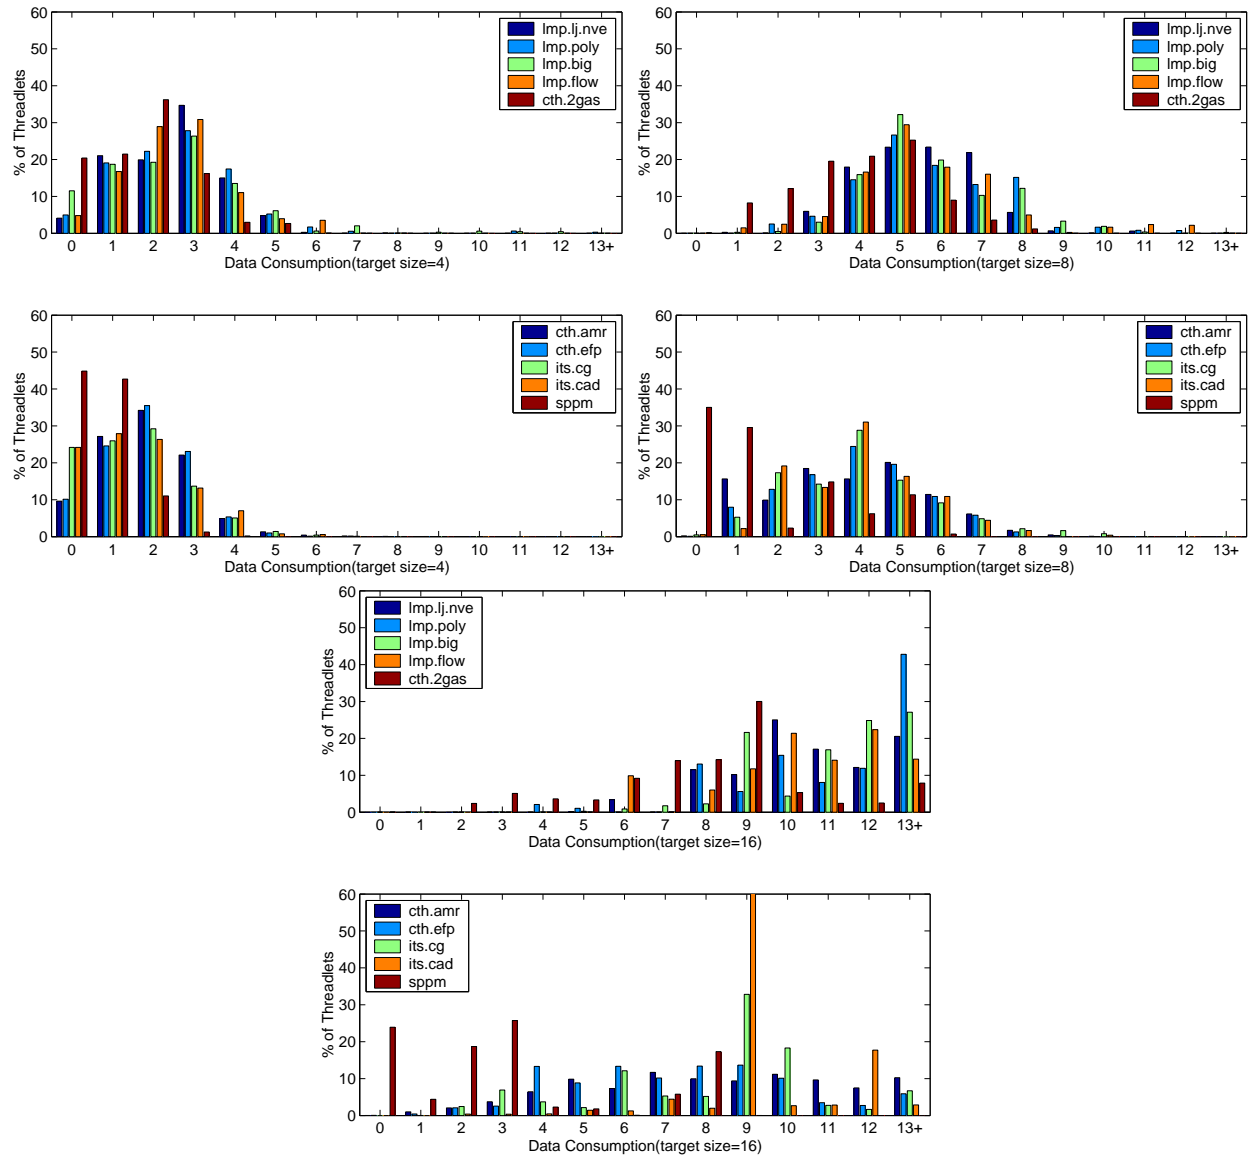 60
50
40
30
20
10
0
% of Threadlets
lmp.lj.nve
lmp.poly
lmp.big
lmp.flow
cth.2gas
0 1 2 3 4 5 6 7 8 9 10 11 12 13+
Data Consumption(target size=4)
60
50
40
30
20
10
0
% of Threadlets
lmp.lj.nve
lmp.poly
lmp.big
lmp.flow
cth.2gas
0 1 2 3 4 5 6 7 8 9 10 11 12 13+
Data Consumption(target size=8)
60
50
40
30
20
10
0
% of Threadlets
cth.amr
cth.efp
its.cg
its.cad
sppm
0 1 2 3 4 5 6 7 8 9 10 11 12 13+
Data Consumption(target size=4)
60
50
40
30
20
10
0
% of Threadlets
cth.amr
cth.efp
its.cg
its.cad
sppm
0 1 2 3 4 5 6 7 8 9 10 11 12 13+
Data Consumption(target size=8)
60
50
40
30
20
10
0
% of Threadlets
lmp.lj.nve
lmp.poly
lmp.big
lmp.flow
cth.2gas
0 1 2 3 4 5 6 7 8 9 10 11 12 13+
Data Consumption(target size=16)
60
50
40
30
20
10
0
% of Threadlets
cth.amr
cth.efp
its.cg
its.cad
sppm
0 1 2 3 4 5 6 7 8 9 10 11 12 13+
Data Consumption(target size=16)